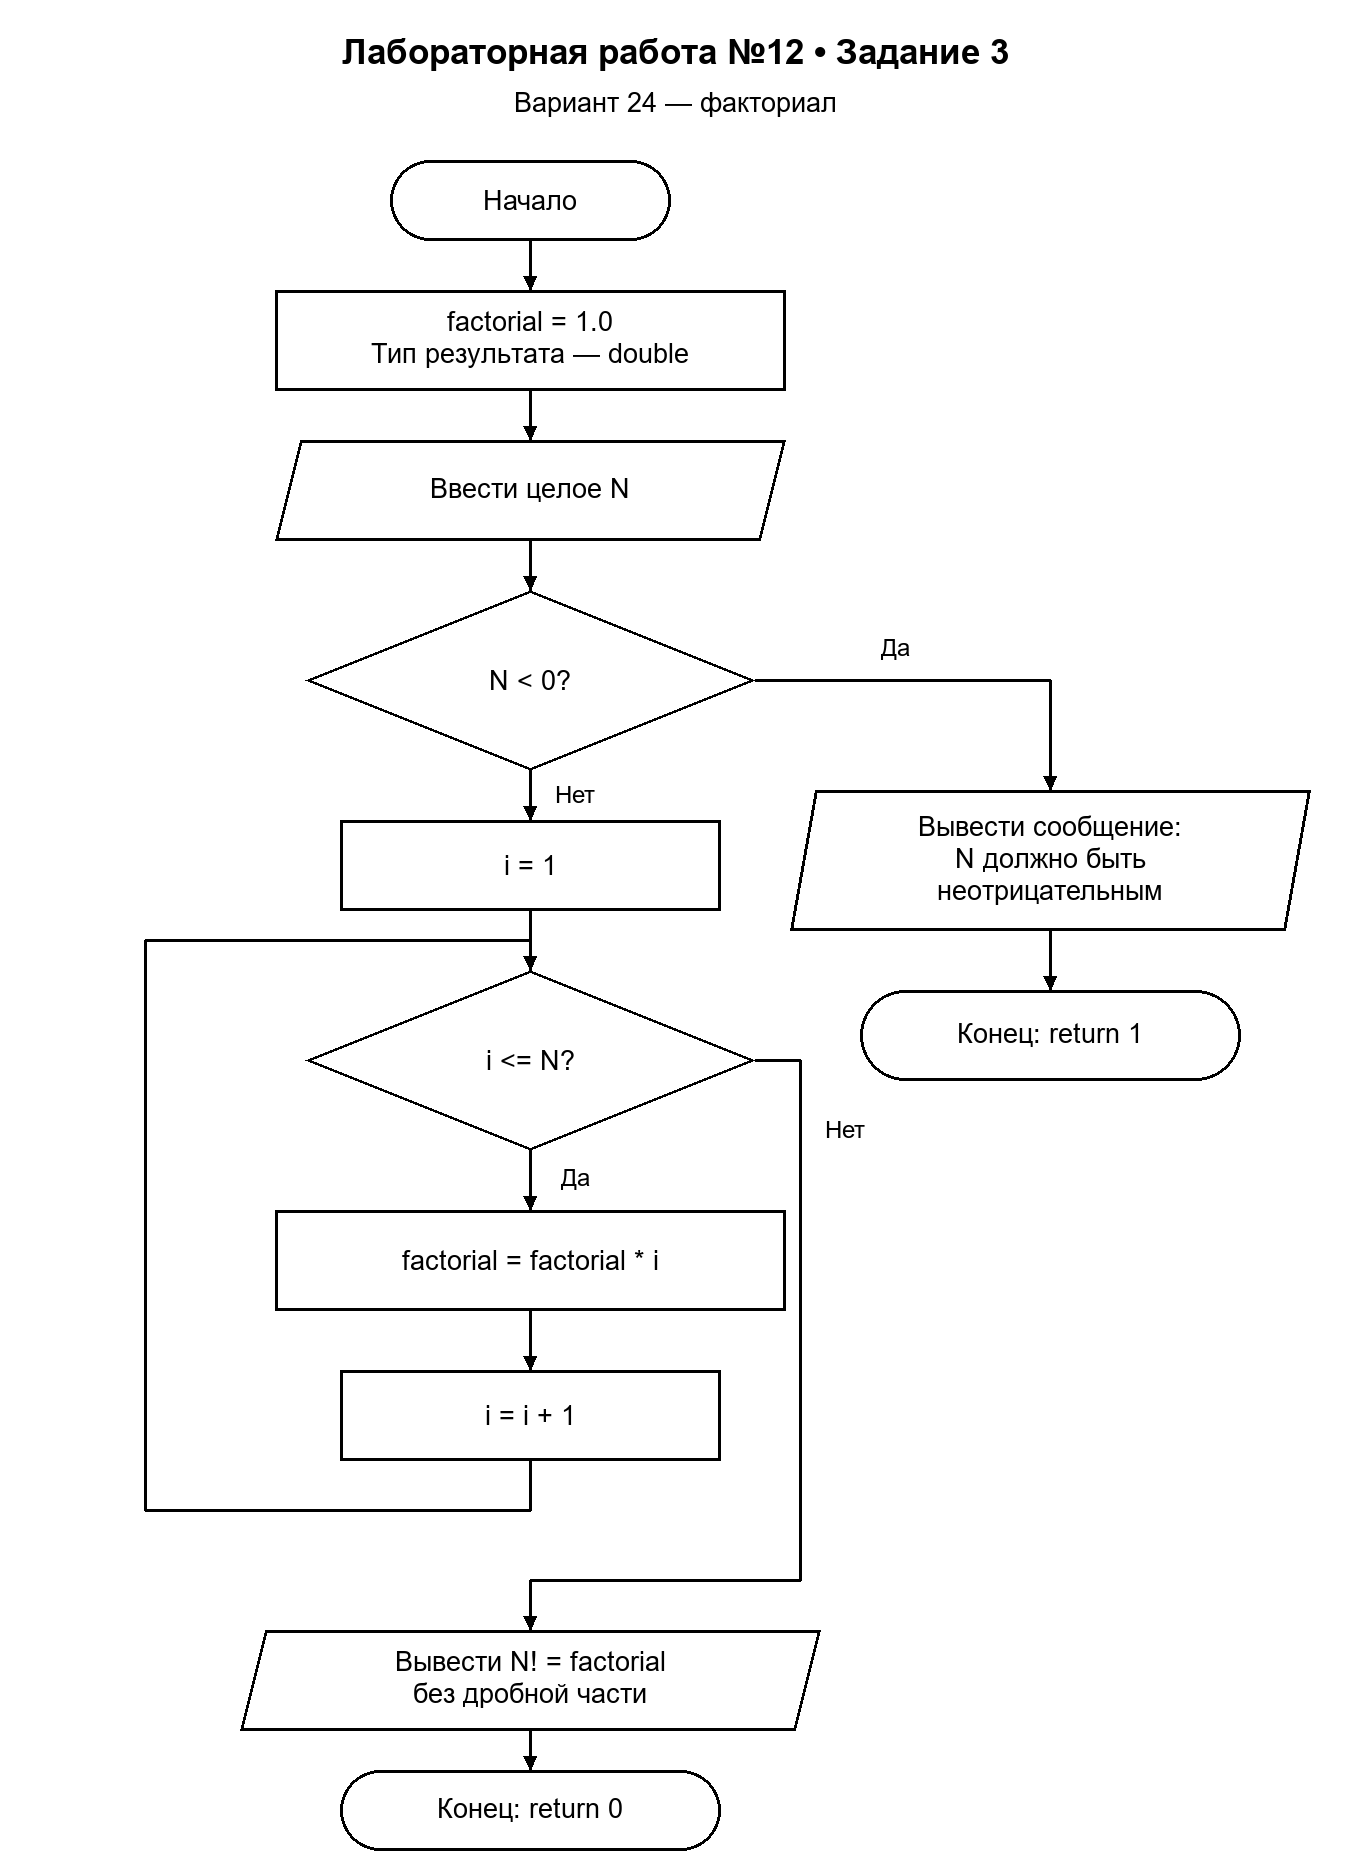 Лабораторная работа №12 • Задание 3
Вариант 24 — факториал
Начало
factorial = 1.0
Тип результата — double
Ввести целое N
N < 0?
Да
Нет
i = 1
Вывести сообщение:
N должно быть
неотрицательным
Конец: return 1
i <= N?
Нет
Да
factorial = factorial * i
i = i + 1
Вывести N! = factorial
без дробной части
Конец: return 0